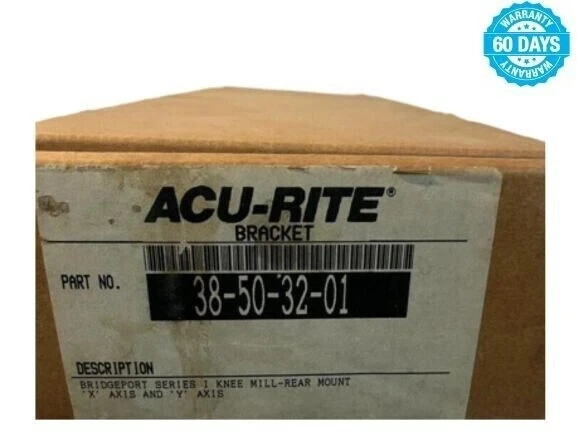 WARRANTY
60 DAYS
WARRANTY
ACU-RITE®
BRACKET
PART NO. 38-50-32-01
DESCRIPTION
BRIDGEPORT SERIES I KNEE MILL-REAR MOUNT
'X' AXIS AND 'Y' AXIS